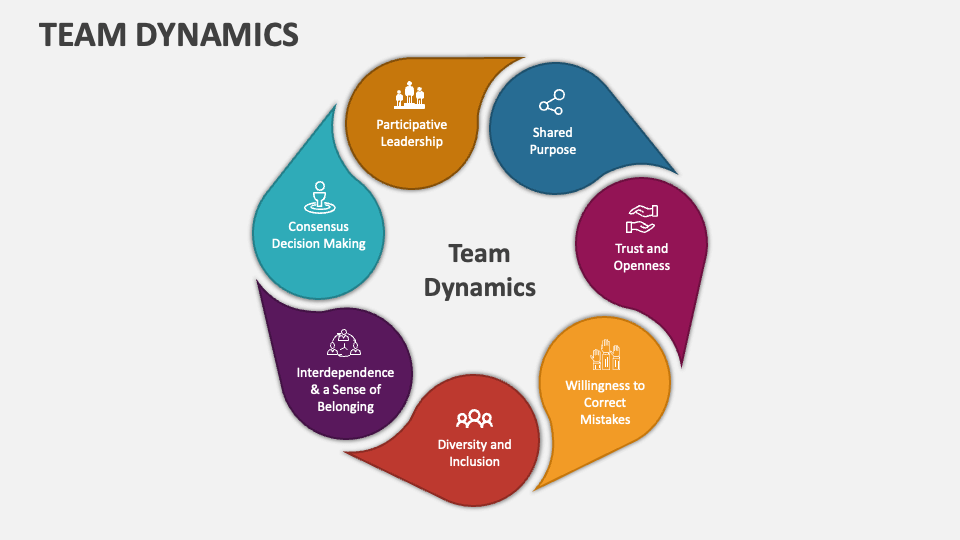 TEAM DYNAMICS
Participative
Leadership
Shared
Purpose
Trust and
Openness
Willingness to
Correct
Mistakes
Diversity and
Inclusion
Interdependence
& a Sense of
Belonging
Consensus
Decision Making
Team
Dynamics